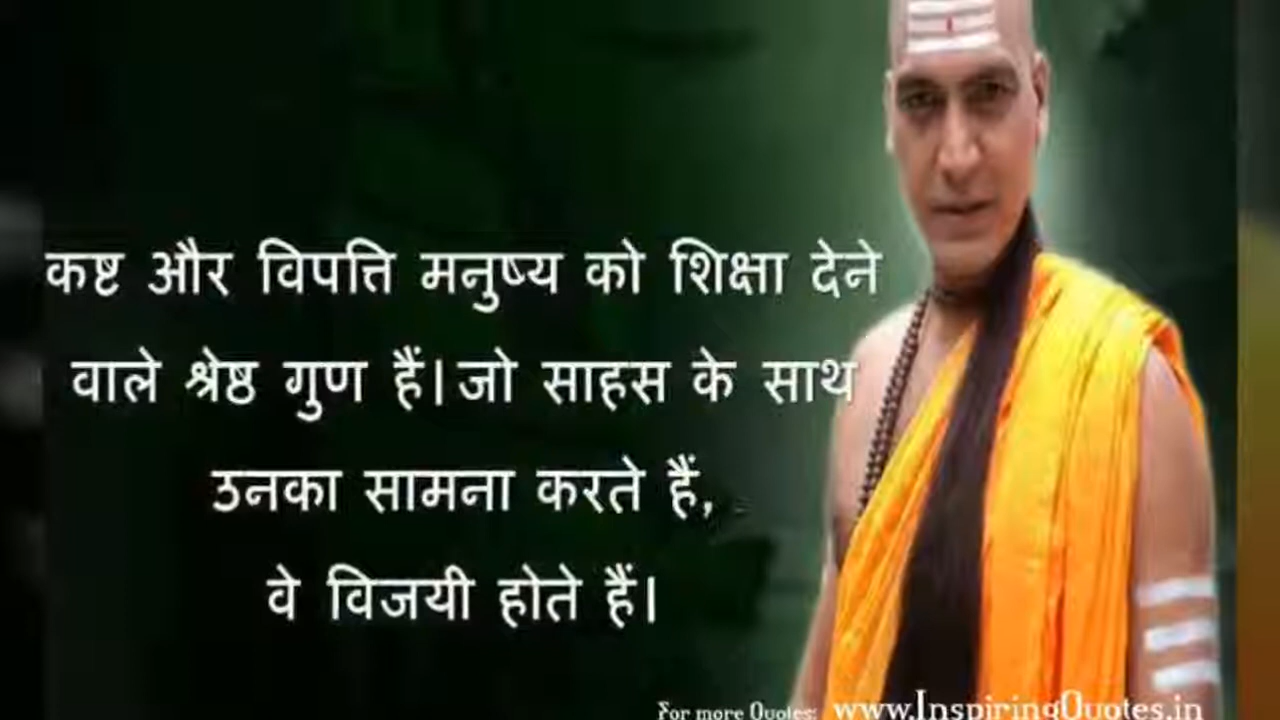 कष्ट और विपत्ति मनुष्य को शिक्षा देने
वाले श्रेष्ठ गुण हैं। जो साहस के साथ
उनका सामना करते हैं,
वे विजयी होते हैं।
For more Quotes: www.InspiringQuotes.in